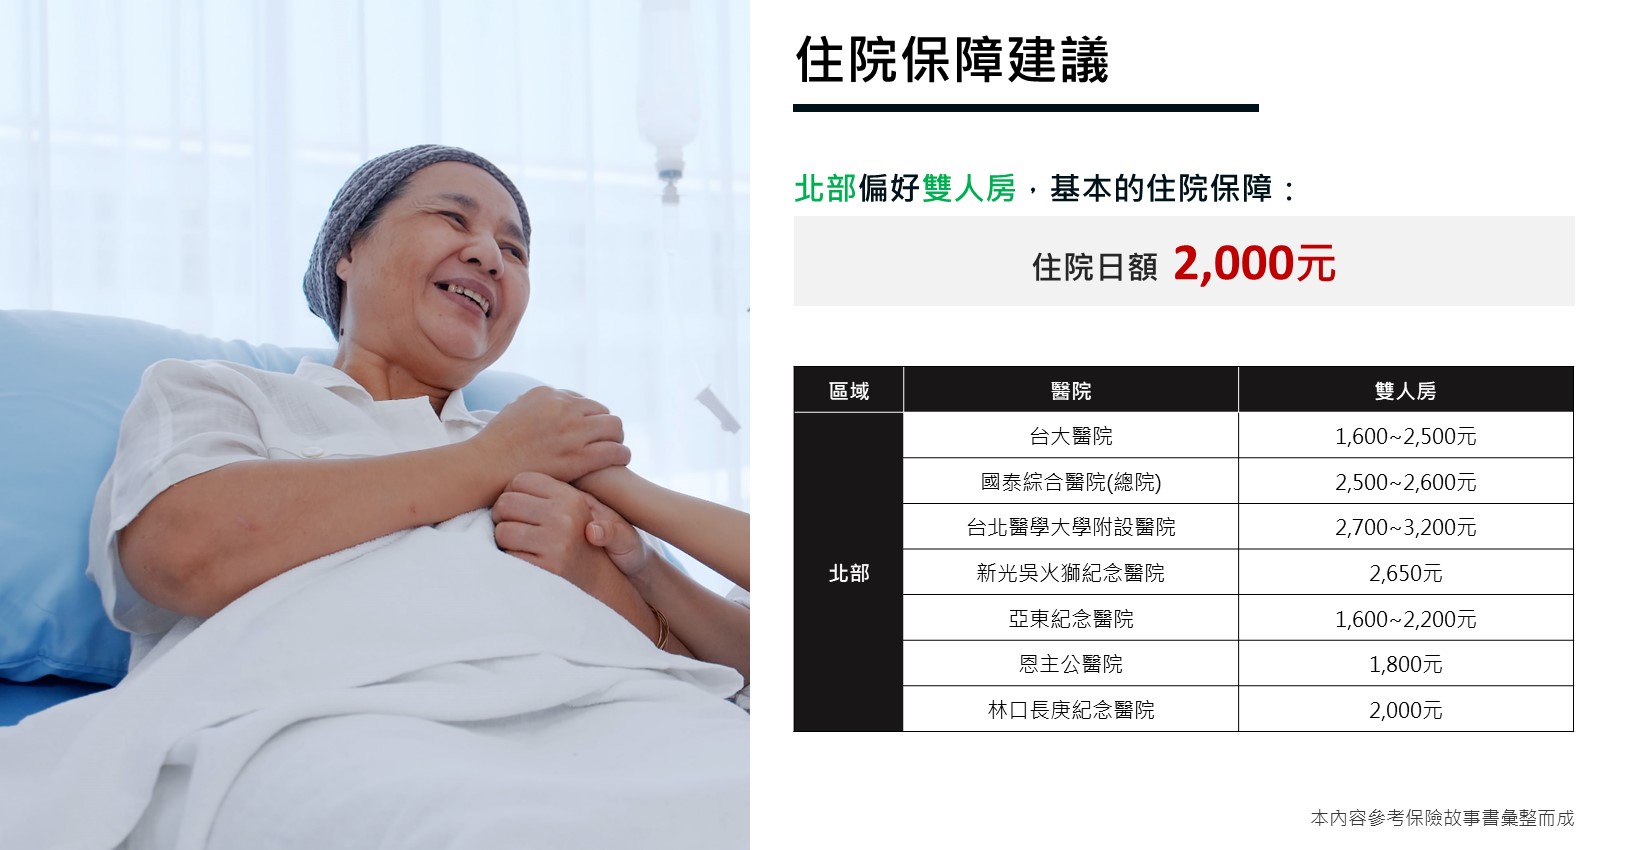 住院保障建議
北部偏好雙人房，基本的住院保障：
住院日額 2,000元
區域 醫院 雙人房
北部
台大醫院 1,600~2,500元
國泰綜合醫院(總院) 2,500~2,600元
台北醫學大學附設醫院 2,700~3,200元
新光吳火獅紀念醫院 2,650元
亞東紀念醫院 1,600~2,200元
恩主公醫院 1,800元
林口長庚紀念醫院 2,000元
本內容參考保險故事書彙整而成